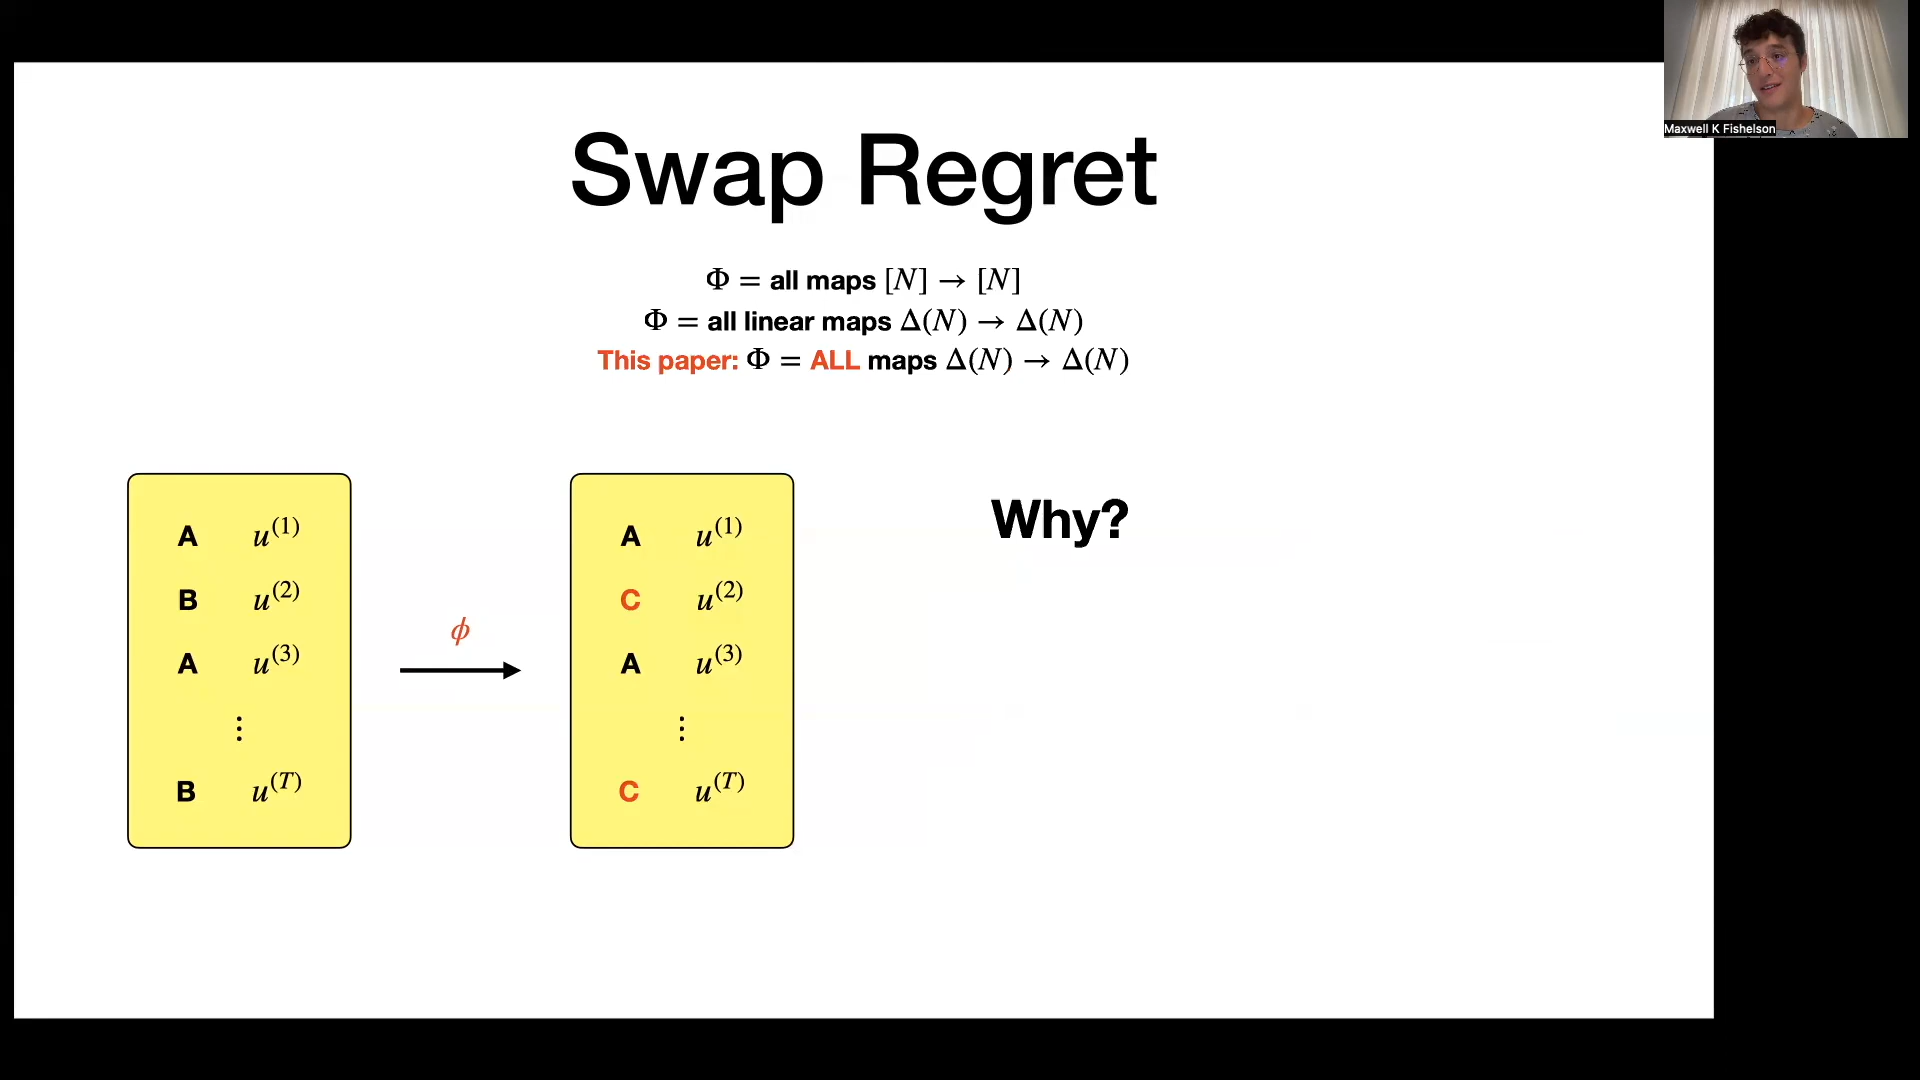 Maxwell K Fishelson
Swap Regret
Φ = all maps [N] → [N]
Φ = all linear maps Δ(N) → Δ(N)
This paper: Φ = ALL maps Δ(N) → Δ(N)
A u^(1)
B u^(2)
A u^(3)
⋮
B u^(T)
ϕ
A u^(1)
C u^(2)
A u^(3)
⋮
C u^(T)
Why?